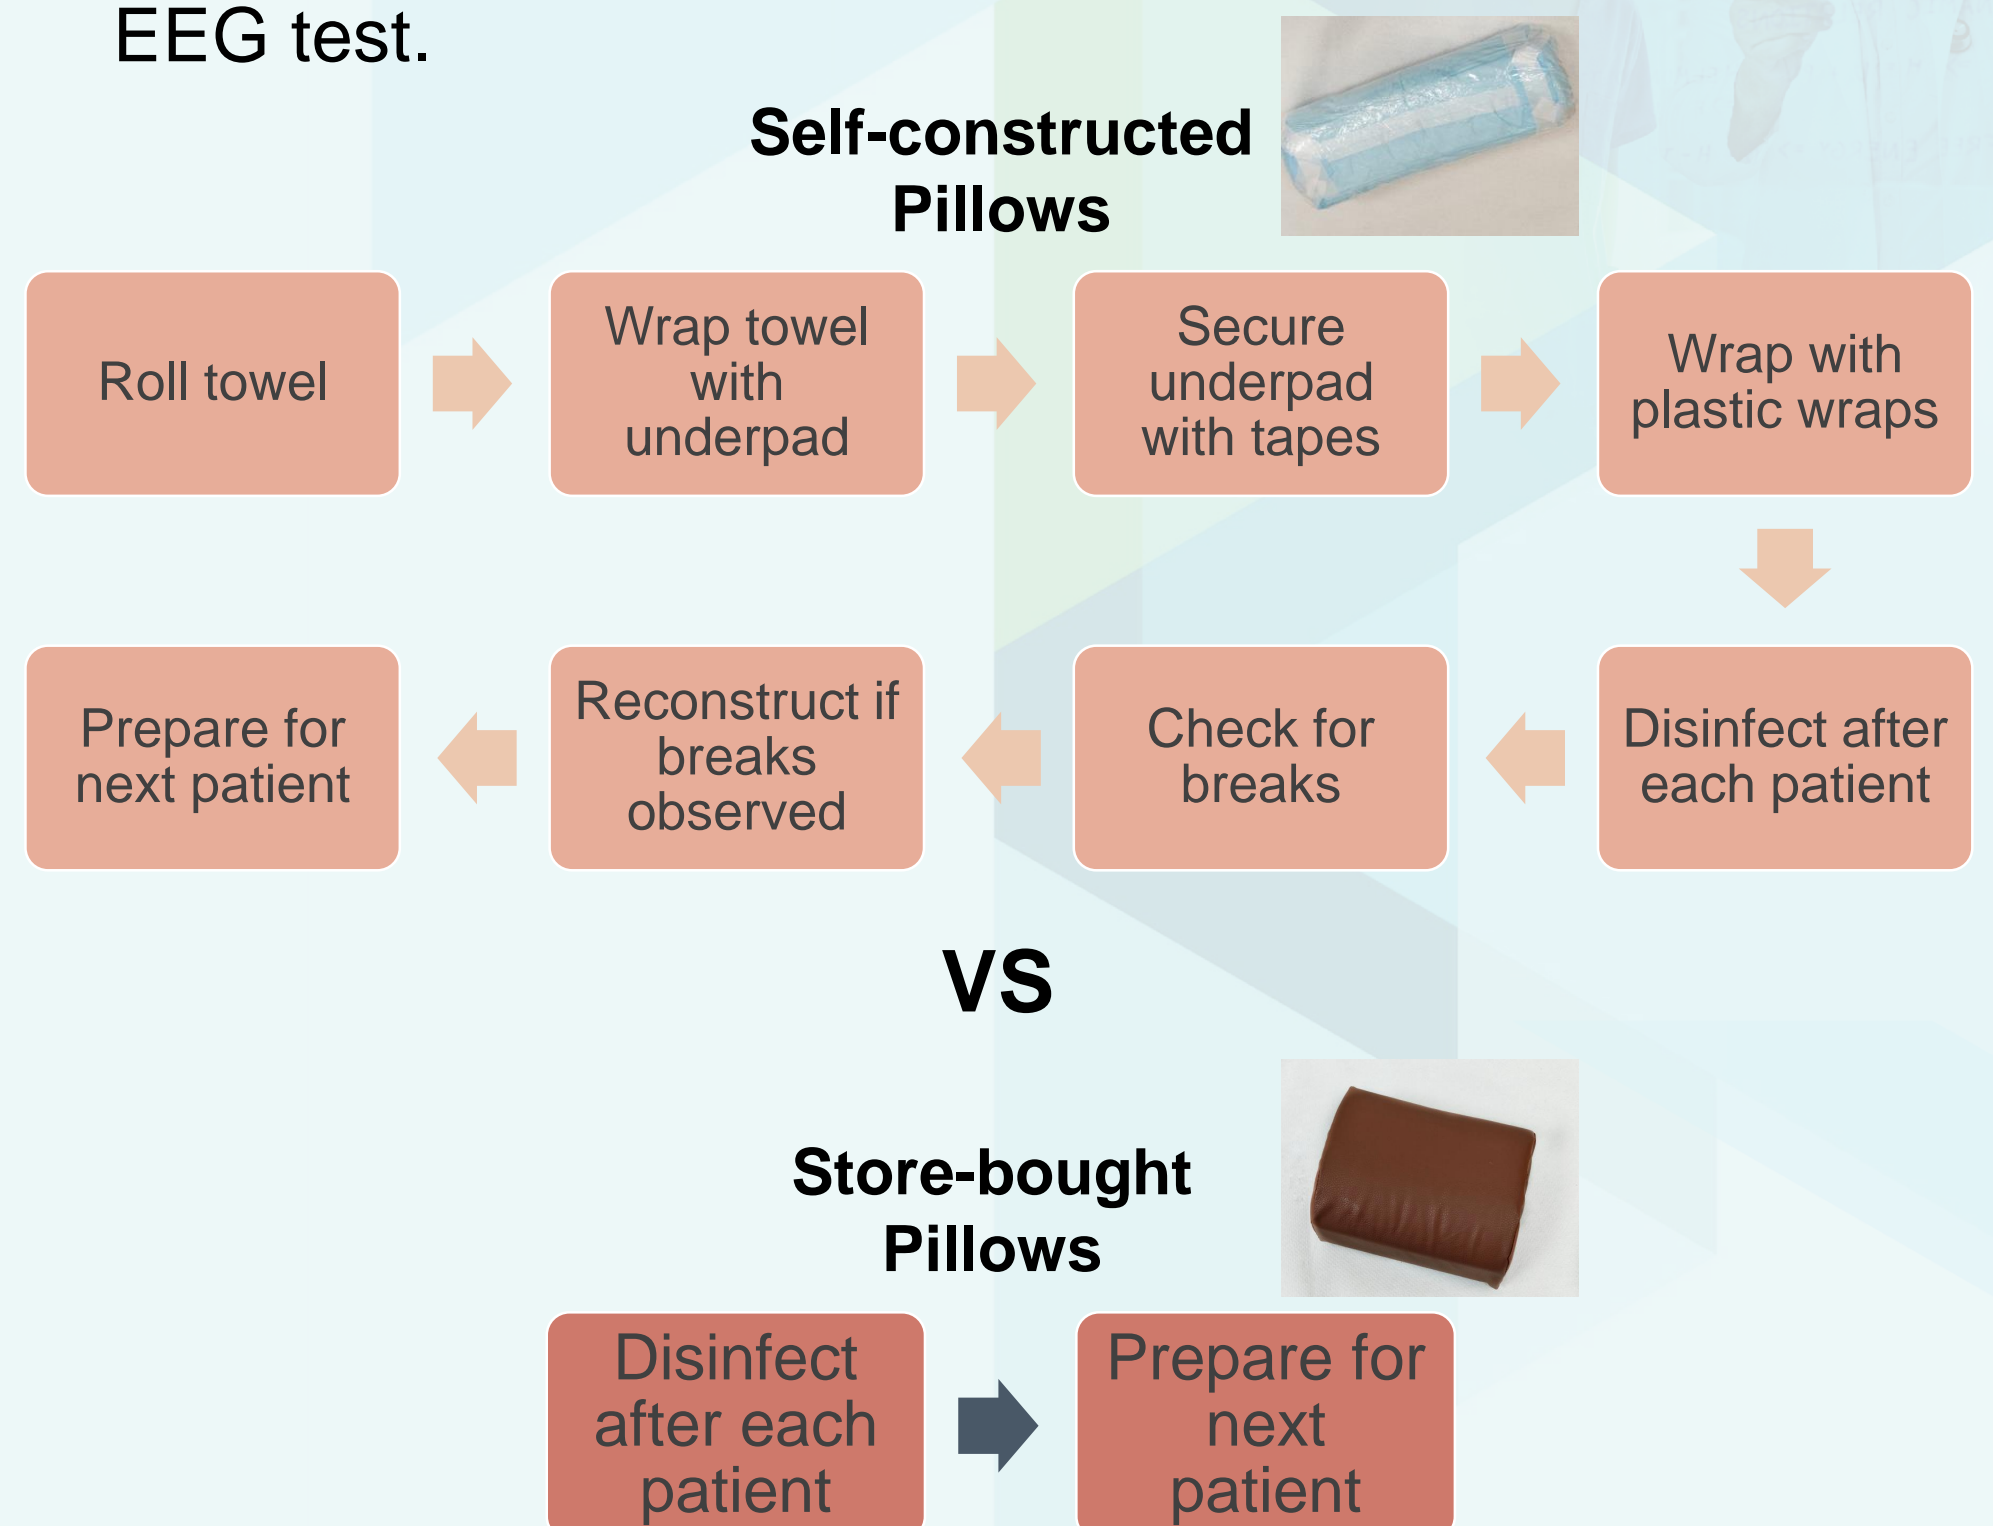 EEG test.
Self-constructed
Pillows
Roll towel
Wrap towel
with
underpad
Secure
underpad
with tapes
Wrap with
plastic wraps
Disinfect after
each patient
Check for
breaks
Reconstruct if
breaks
observed
Prepare for
next patient
VS
Store-bought
Pillows
Disinfect
after each
patient
Prepare for
next
patient